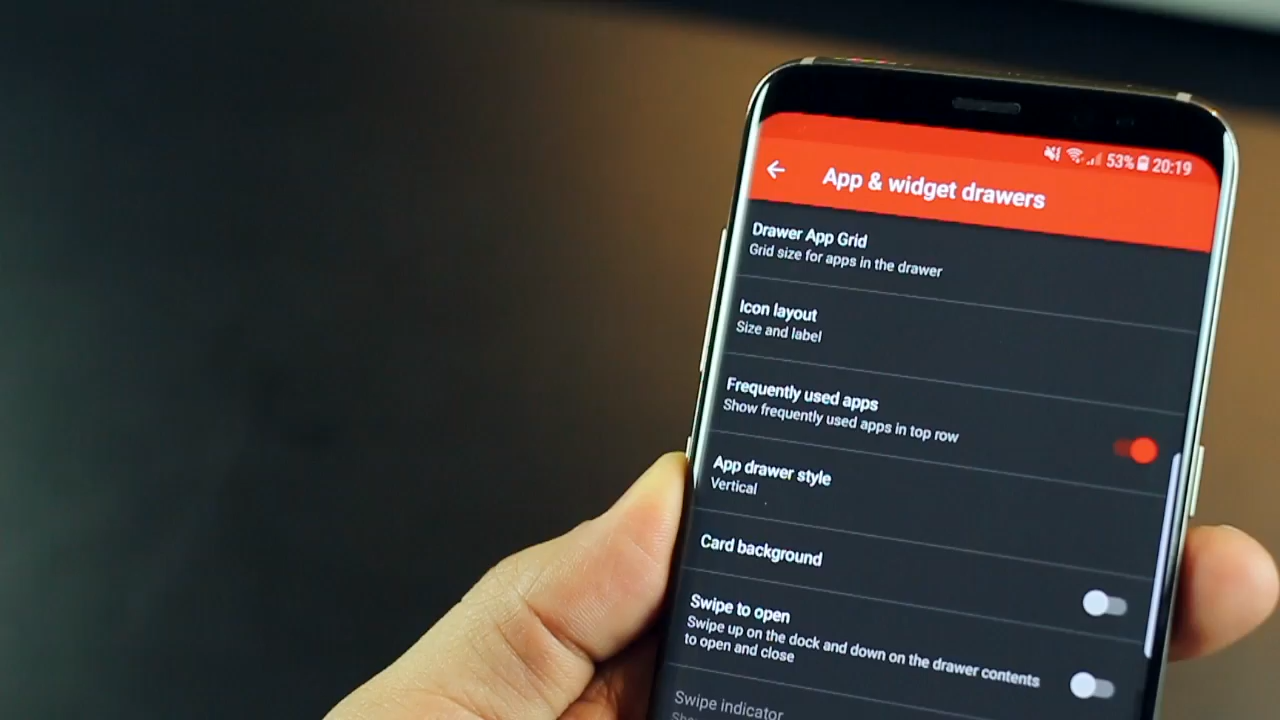 53% 20:19
App & widget drawers
Drawer App Grid
Grid size for apps in the drawer
Icon layout
Size and label
Frequently used apps
Show frequently used apps in top row
App drawer style
Vertical
Card background
Swipe to open
Swipe up on the dock and down on the drawer contents
to open and close
Swipe indicator